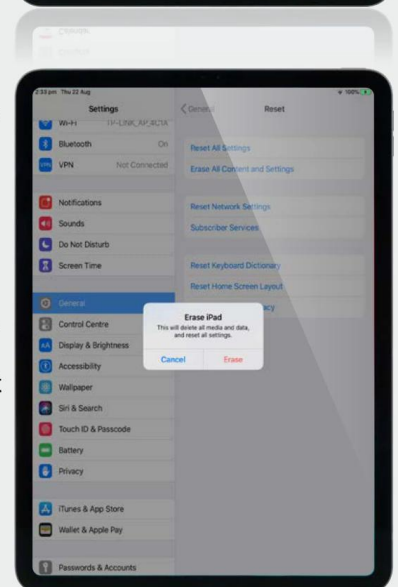 2:33 pm Thu 22 Aug
100%
Settings
General
Reset
Wi-Fi
Bluetooth
On
VPN
Not Connected
Notifications
Sounds
Do Not Disturb
Screen Time
General
Control Centre
Display & Brightness
Accessibility
Wallpaper
Siri & Search
Touch ID & Passcode
Battery
Privacy
iTunes & App Store
Wallet & Apple Pay
Passwords & Accounts
Reset All Settings
Erase All Content and Settings
Reset Network Settings
Subscriber Services
Reset Keyboard Dictionary
Reset Home Screen Layout
Erase iPad
This will delete all media and data,
and reset all settings.
Cancel
Erase